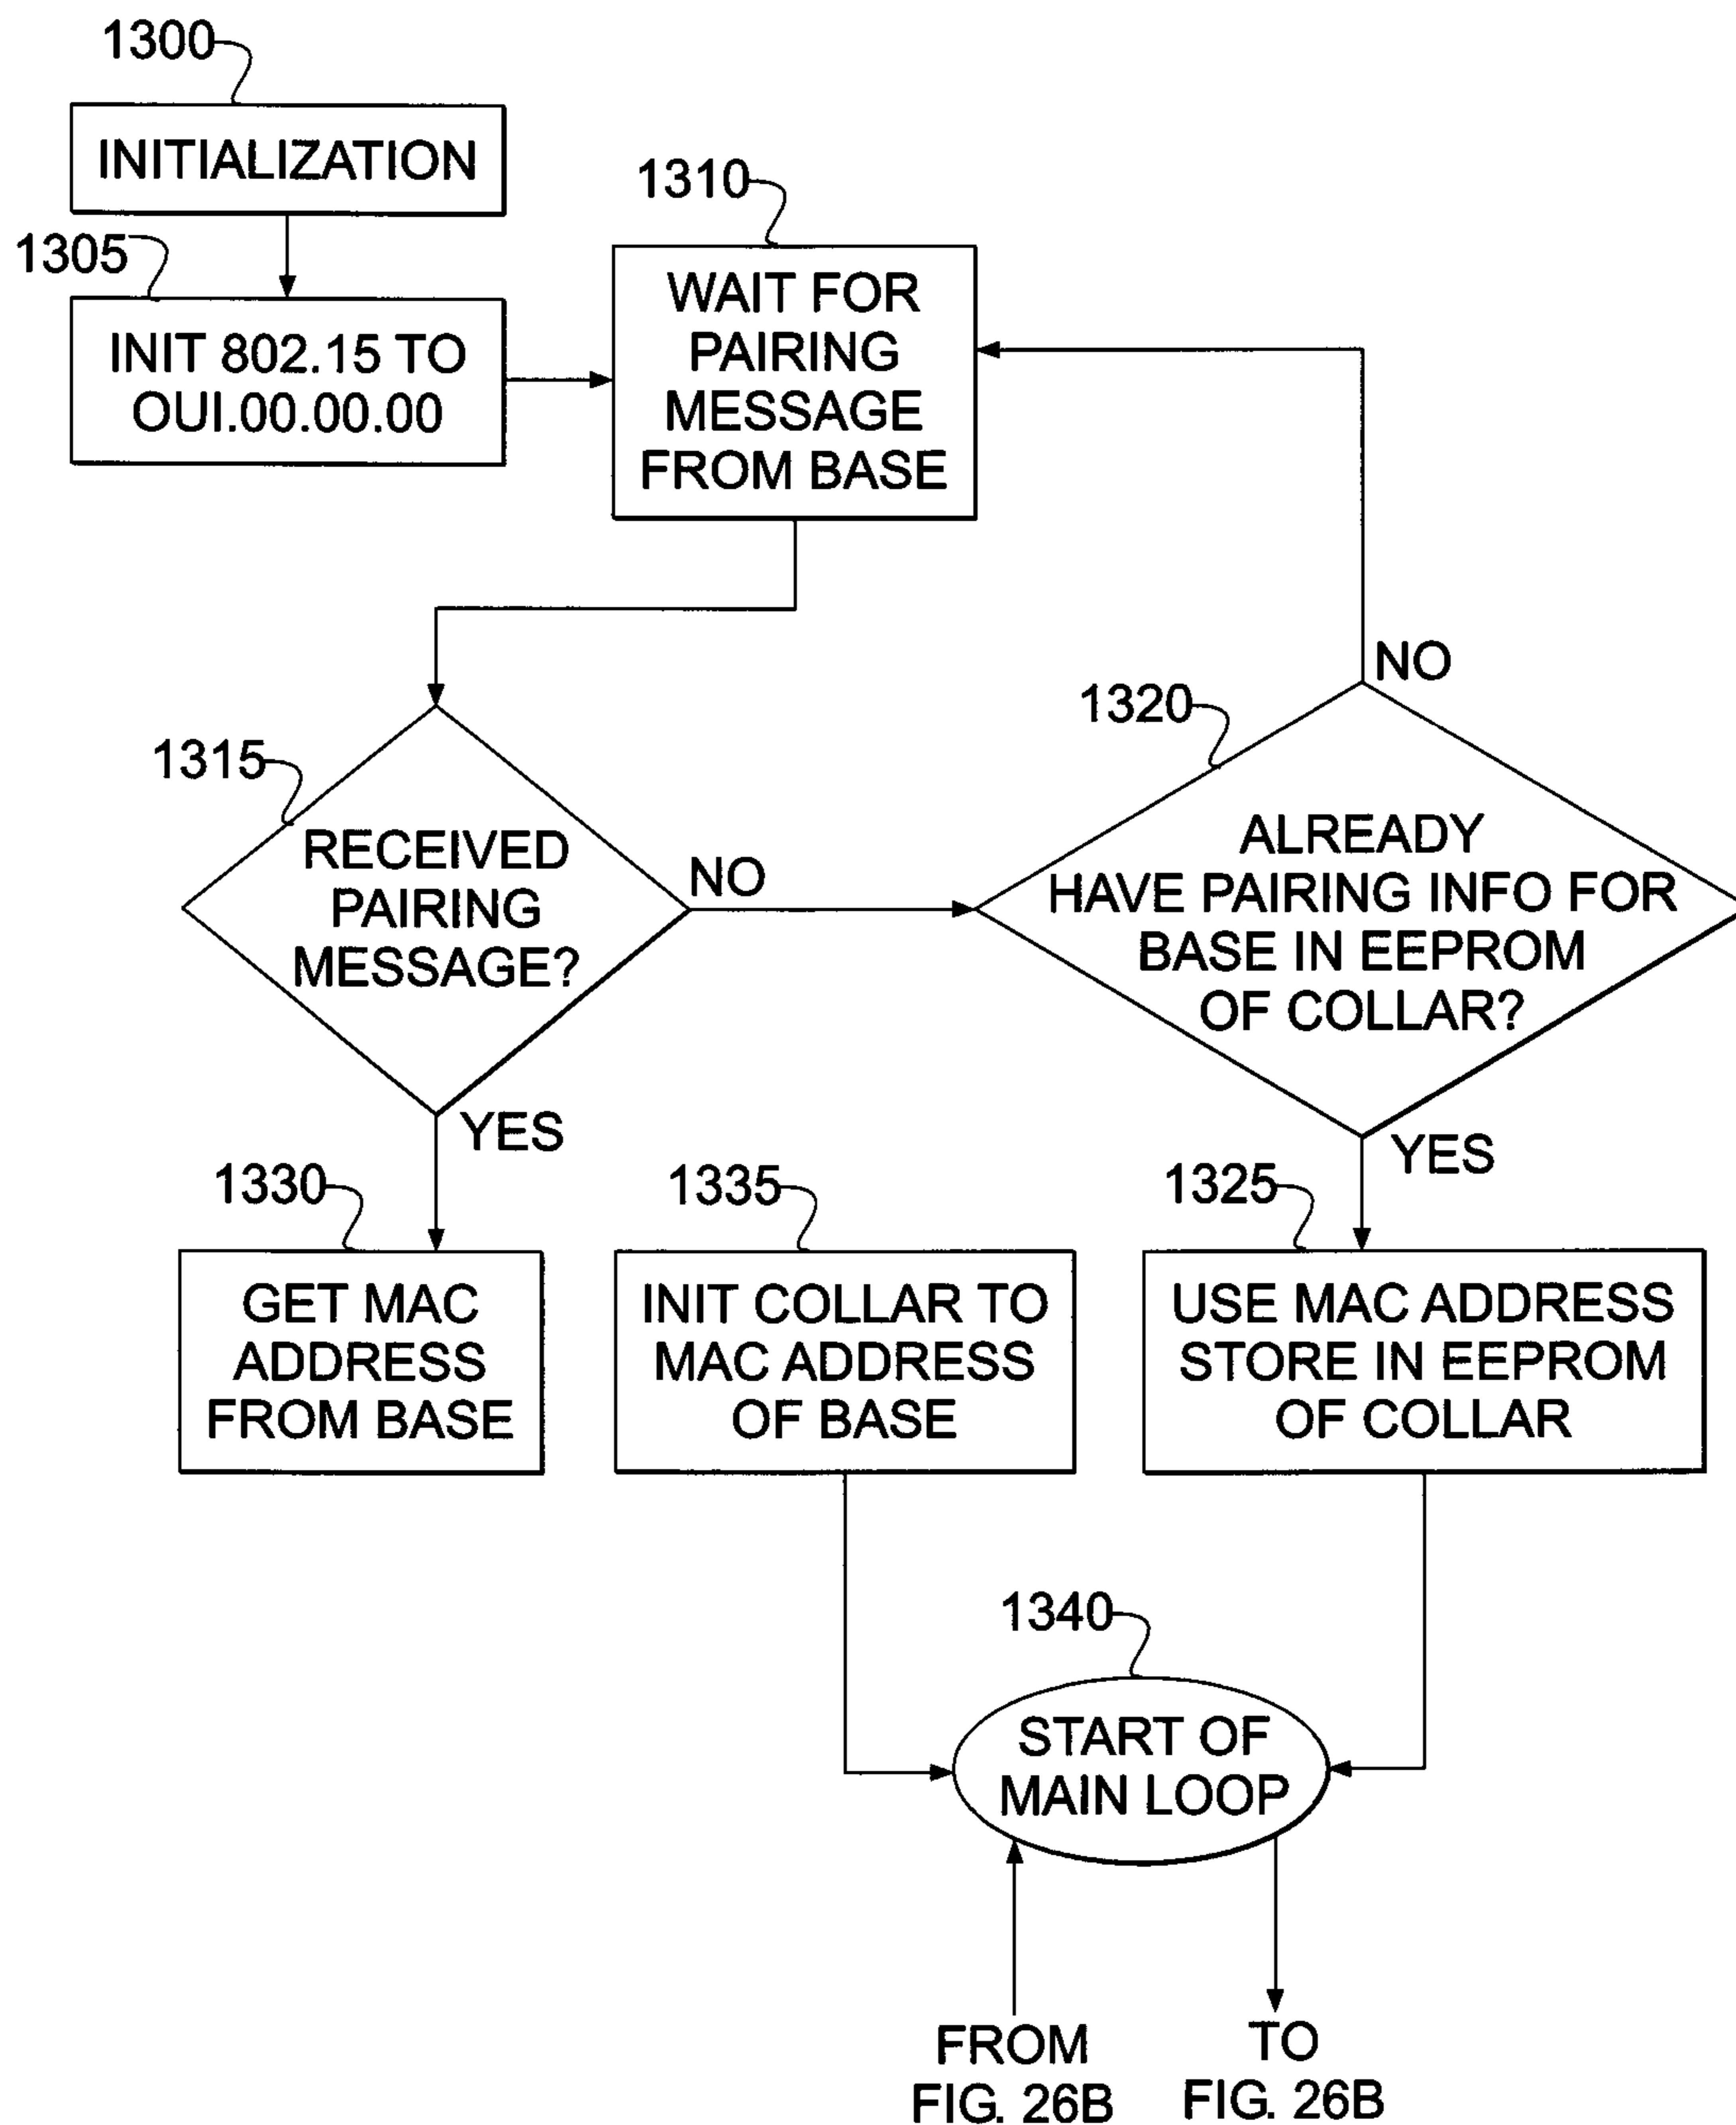 1300
INITIALIZATION
1305
INIT 802.15 TO
OUI.00.00.00
1310
WAIT FOR
PAIRING
MESSAGE
FROM BASE
1315
RECEIVED
PAIRING
MESSAGE?
NO
YES
1320
NO
ALREADY
HAVE PAIRING INFO FOR
BASE IN EEPROM
OF COLLAR?
YES
1330
GET MAC
ADDRESS
FROM BASE
1335
INIT COLLAR TO
MAC ADDRESS
OF BASE
1325
USE MAC ADDRESS
STORE IN EEPROM
OF COLLAR
1340
START OF
MAIN LOOP
FROM
FIG. 26B
TO
FIG. 26B